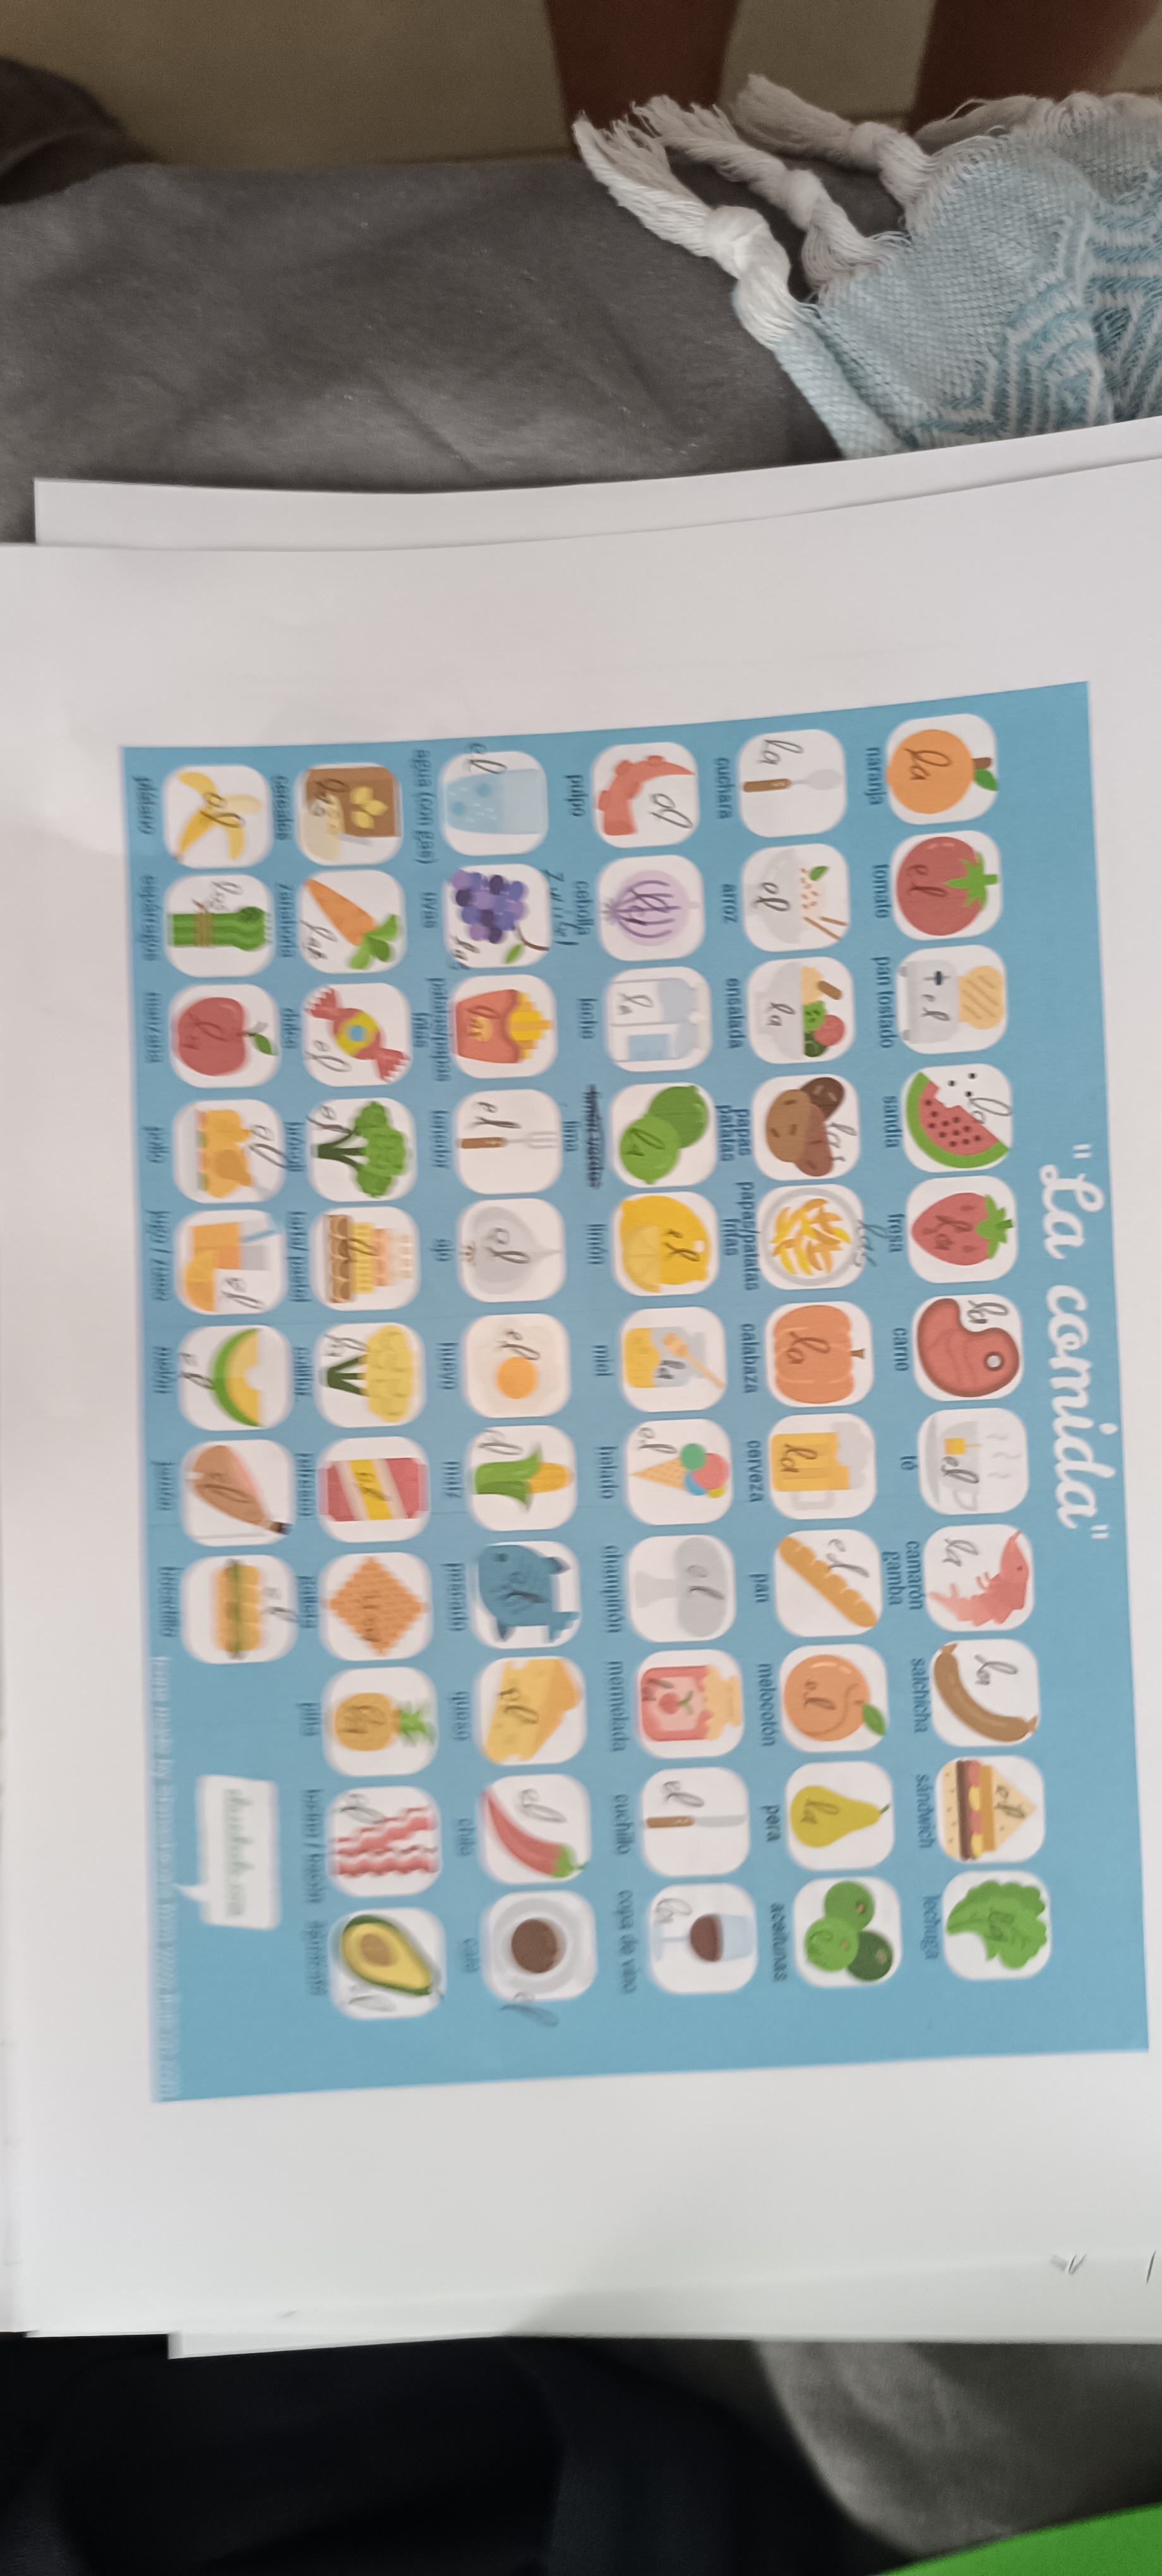 "La comida"
la el el la la la el la la el la
naranja tomato pan tostado sandía fresa carne té camarón gamba salchicha sándwich lechuga
la el la las las la la el el la las
cuchara arroz ensalada papas patatas papas/patatas fritas calabaza cerveza pan melocotón pera aceitunas
el la la la el la el el la el la
pulpo cebolla Zwiebel leche lima limón miel helado champiñón mermelada cuchillo copa de vino
el las las el el el el el el el el
agua (con gas) uvas patatas/papas fritas tenedor ajo huevo maíz pescado queso chile café
los la el el la la el la la el el
cereales zanahoria dulce brócoli tarta/ pastel coliflor piña beicon / bacón aguacate
el los la el el el el el
plátano espárragos manzana pollo jugo / zumo melón jamón bocadillo